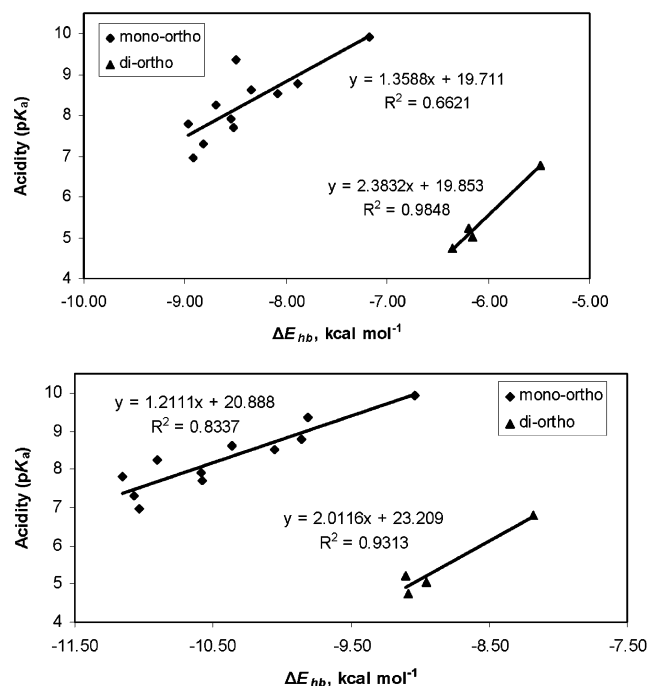 mono-ortho
di-ortho
10
9
8
7
6
5
4
Acidity (pKa)
y = 1.3588x + 19.711
R² = 0.6621
y = 2.3832x + 19.853
R² = 0.9848
-10.00 -9.00 -8.00 -7.00 -6.00 -5.00
ΔE hb, kcal mol⁻¹
10
9
8
7
6
5
4
Acidity (pKa)
mono-ortho
di-ortho
y = 1.2111x + 20.888
R² = 0.8337
y = 2.0116x + 23.209
R² = 0.9313
-11.50 -10.50 -9.50 -8.50 -7.50
ΔE hb, kcal mol⁻¹